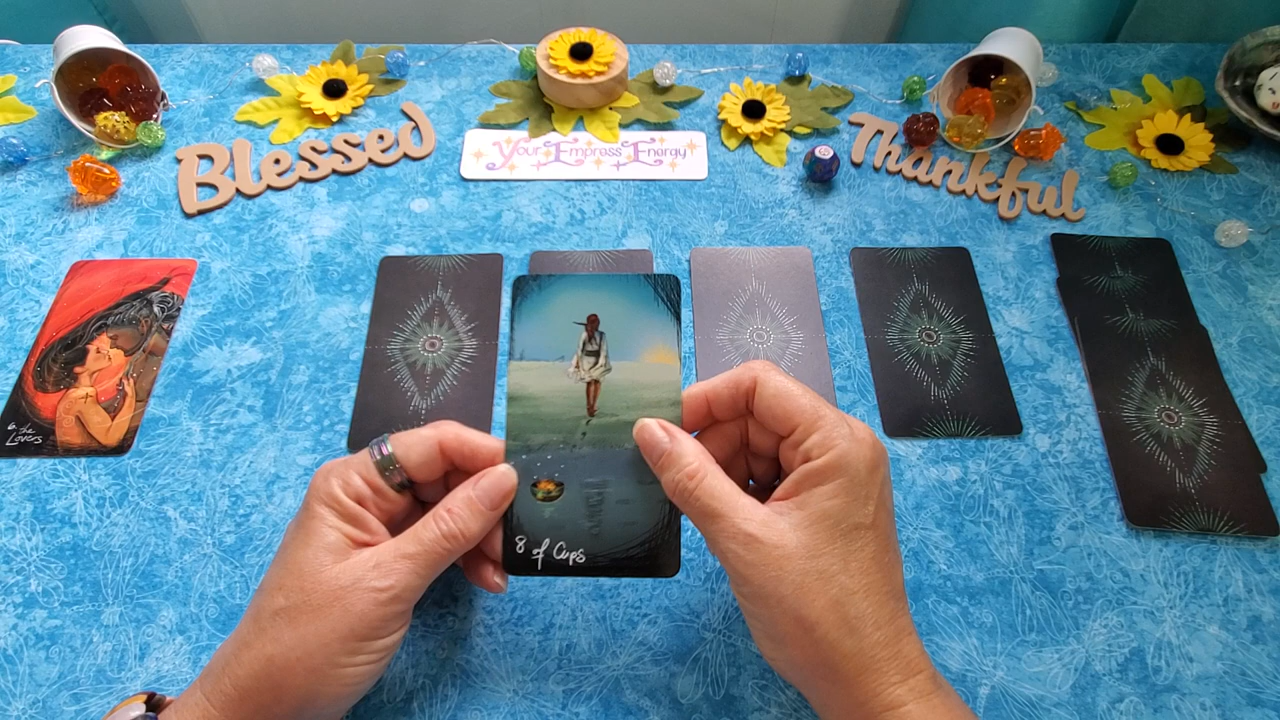 Blessed
Your Empress Energy
Thankful
6. the
Lovers
8 of Cups